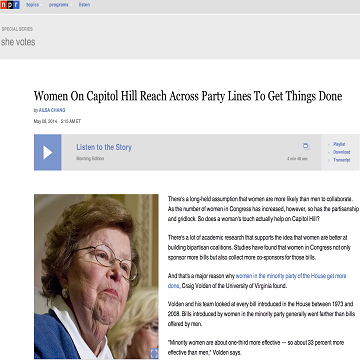 npr
topics
programs
listen
SPECIAL SERIES
she votes
Women On Capitol Hill Reach Across Party Lines To Get Things Done
by AILSA CHANG
May 08, 2014 5:15 AM ET
Listen to the Story
Morning Edition
4 min 46 sec
Playlist
Download
Transcript
There's a long-held assumption that women are more likely than men to collaborate.
As the number of women in Congress has increased, however, so has the partisanship
and gridlock. So does a woman's touch actually help on Capitol Hill?
There's a lot of academic research that supports the idea that women are better at
building bipartisan coalitions. Studies have found that women in Congress not only
sponsor more bills but also collect more co-sponsors for those bills.
And that's a major reason why women in the minority party of the House get more
done, Craig Volden of the University of Virginia found.
Volden and his team looked at every bill introduced in the House between 1973 and
2008. Bills introduced by women in the minority party generally went farther than bills
offered by men.
"Minority women are about one-third more effective — so about 33 percent more
effective than men," Volden says.